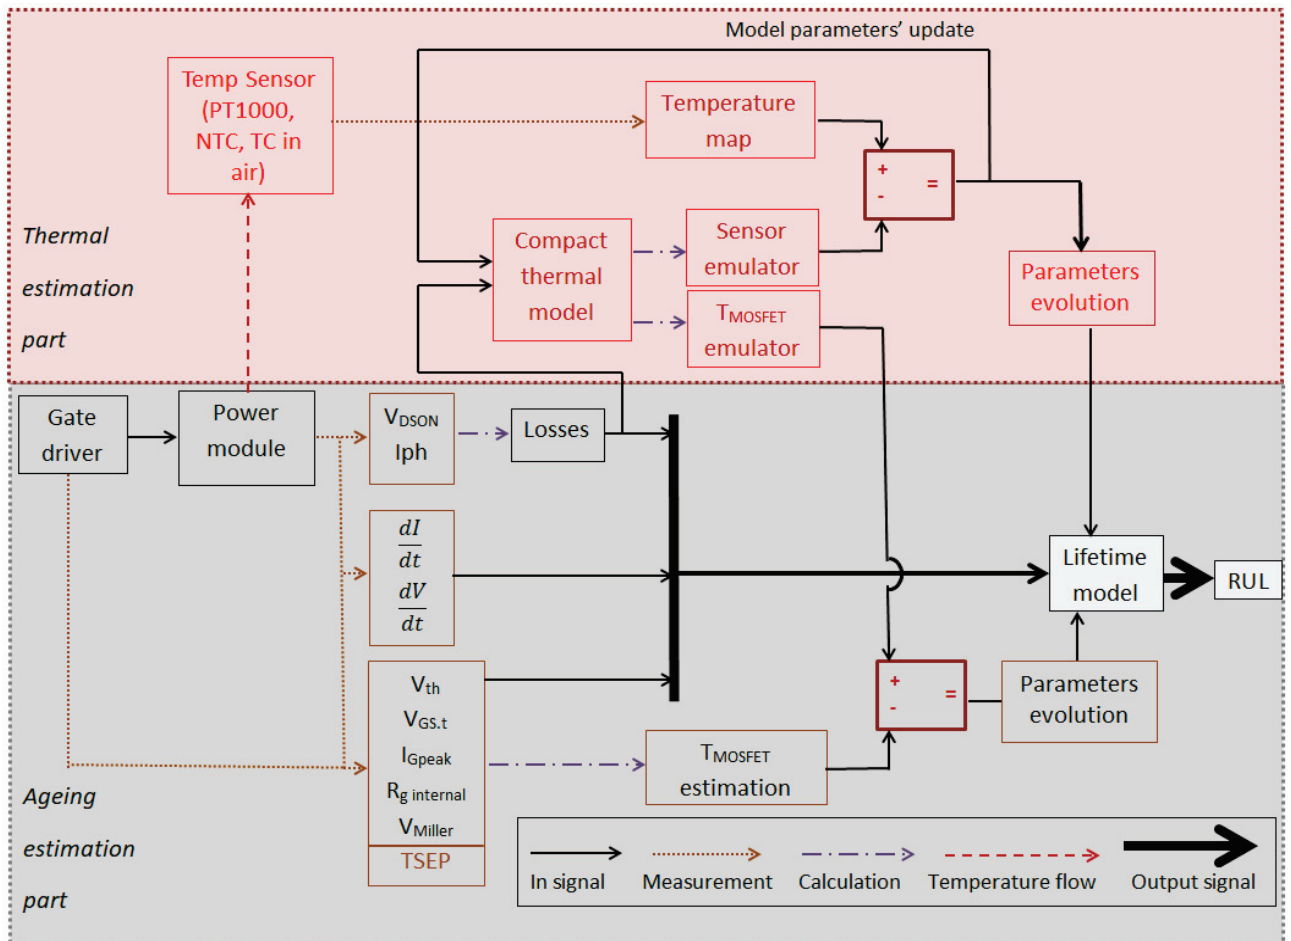 Model parameters' update
Temp Sensor
(PT1000,
NTC, TC in
air)
Temperature
map
+
-
=
Thermal
estimation
part
Compact
thermal
model
Sensor
emulator
TMOSFET
emulator
Parameters
evolution
Gate
driver
Power
module
VDSON
Iph
Losses
dI
dt
dV
dt
Lifetime
model
RUL
Vth
VGS.t
IGpeak
Rg internal
VMiller
TSEP
TMOSFET
estimation
+
-
=
Parameters
evolution
Ageing
estimation
part
In signal
Measurement
Calculation
Temperature flow
Output signal